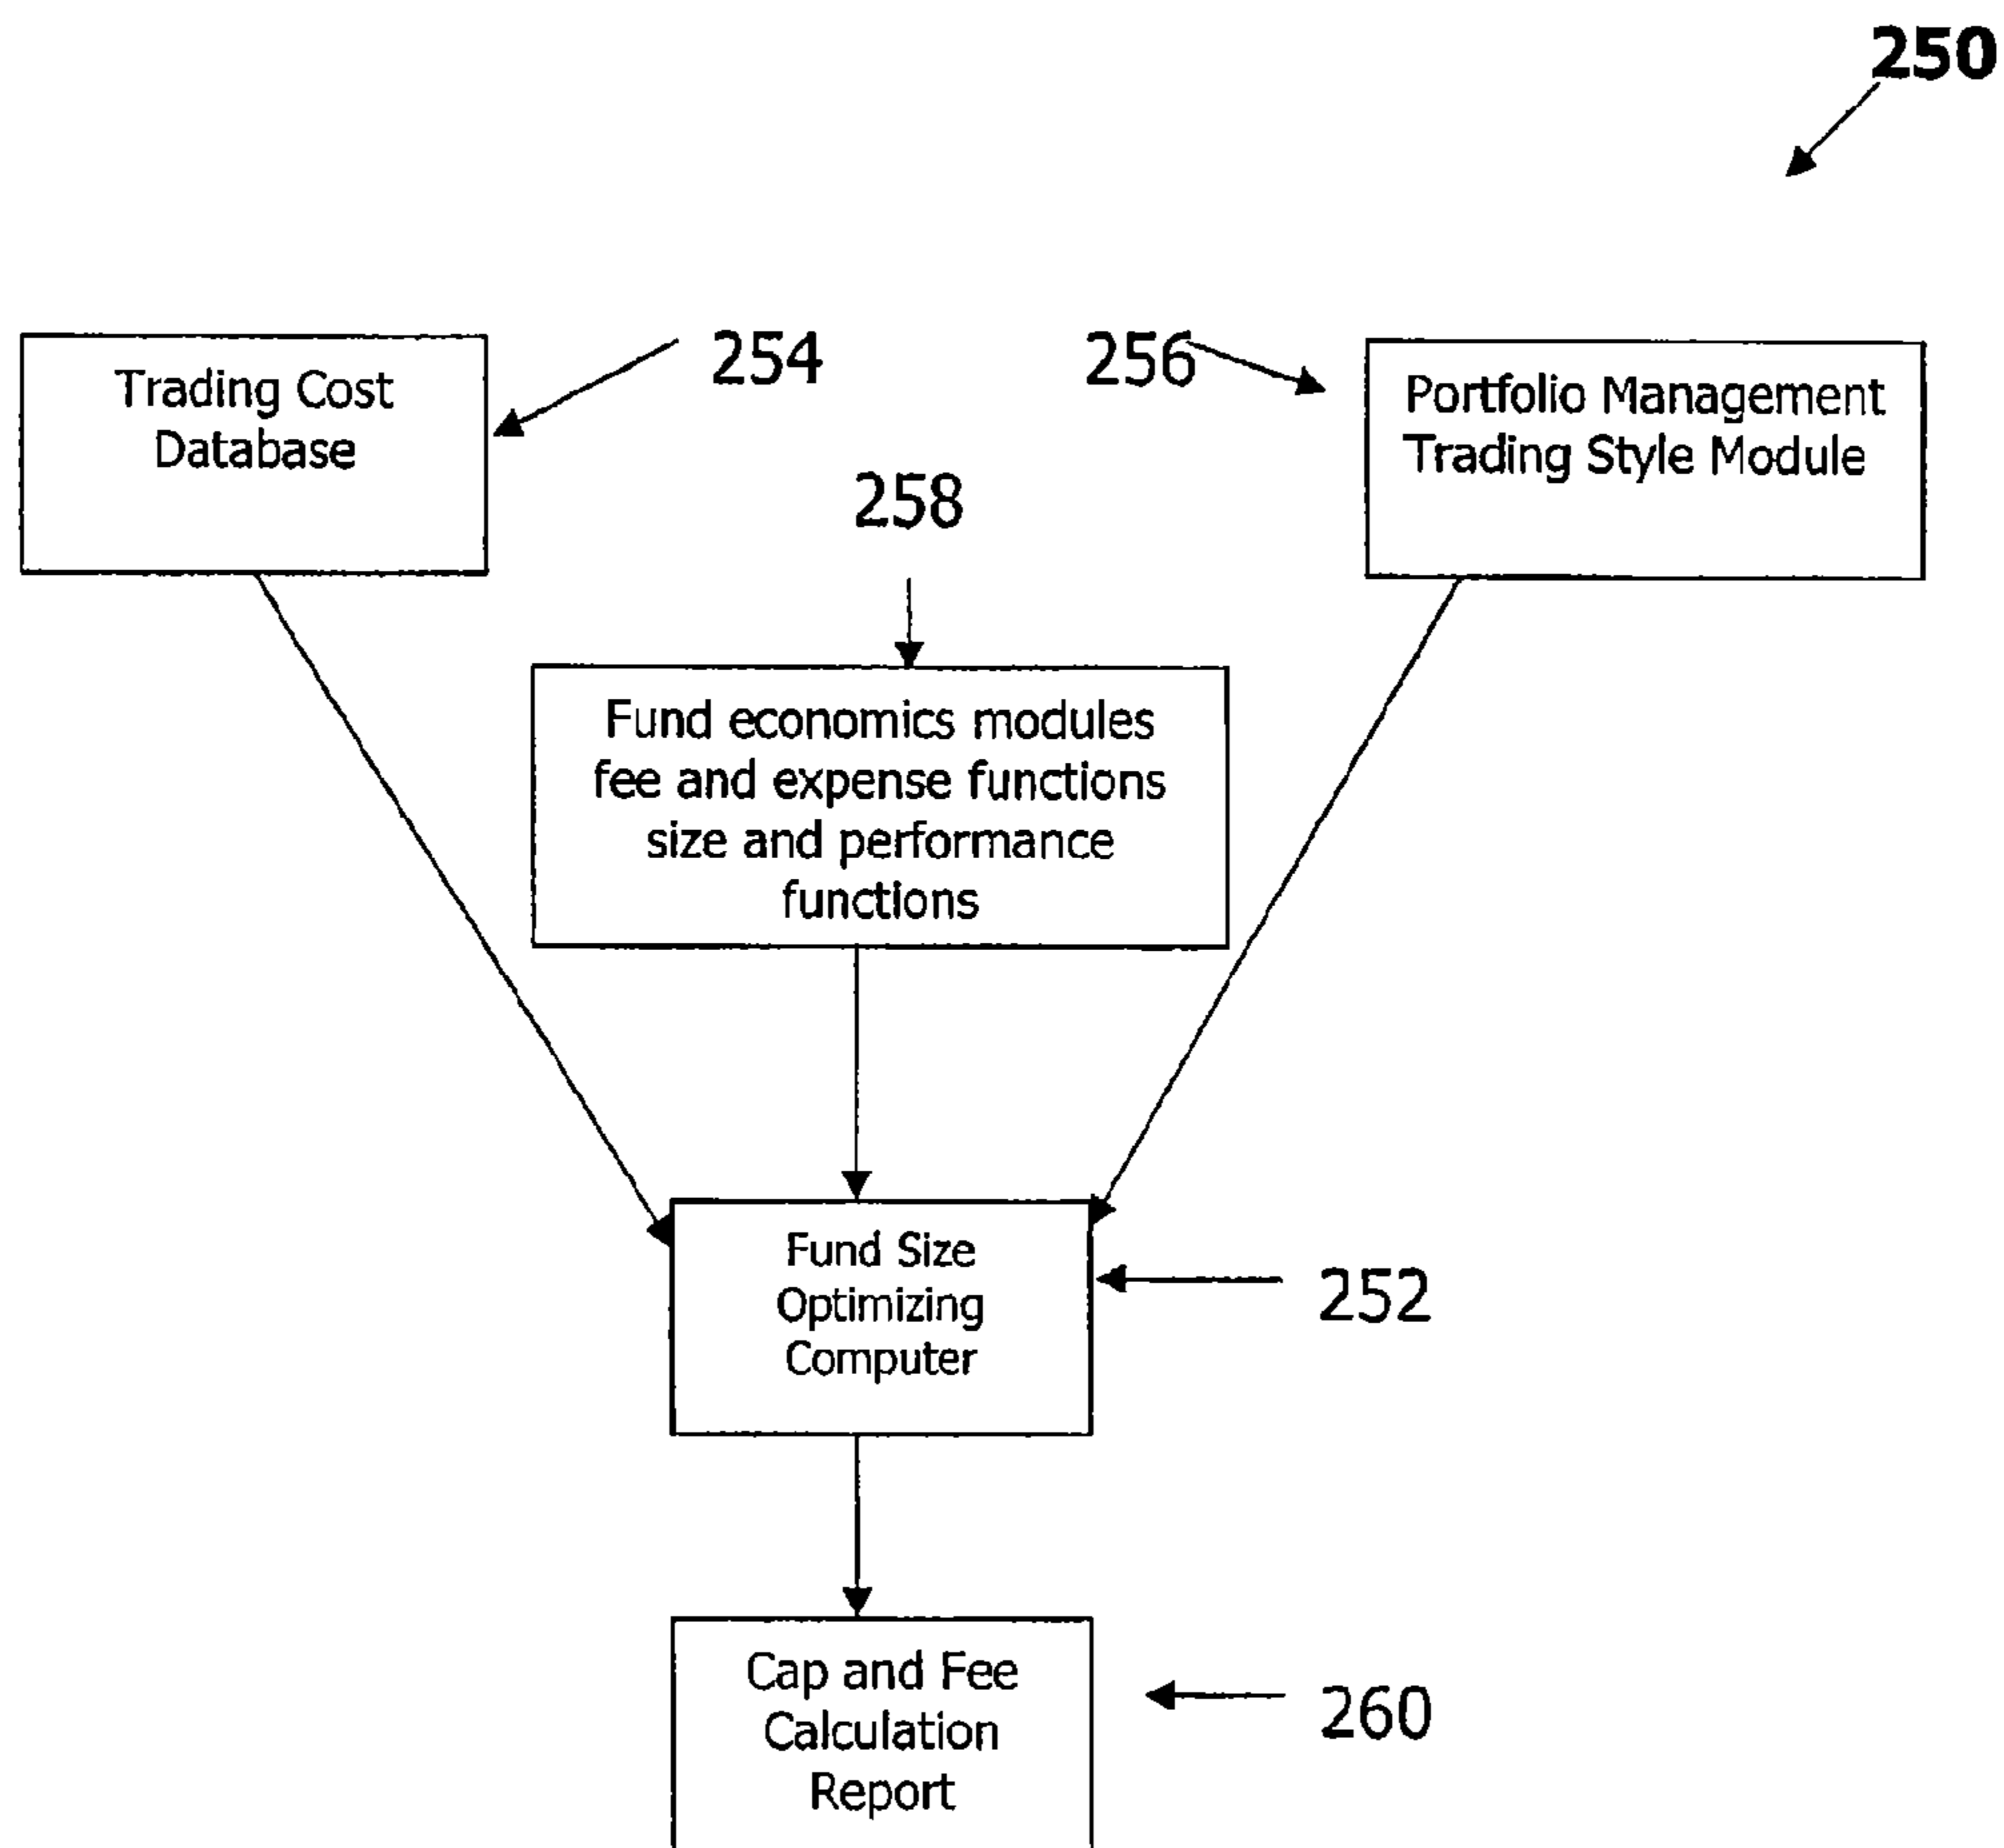 250
254
256
Trading Cost
Database
Portfolio Management
Trading Style Module
258
Fund economics modules
fee and expense functions
size and performance
functions
Fund Size
Optimizing
Computer
252
Cap and Fee
Calculation
Report
260